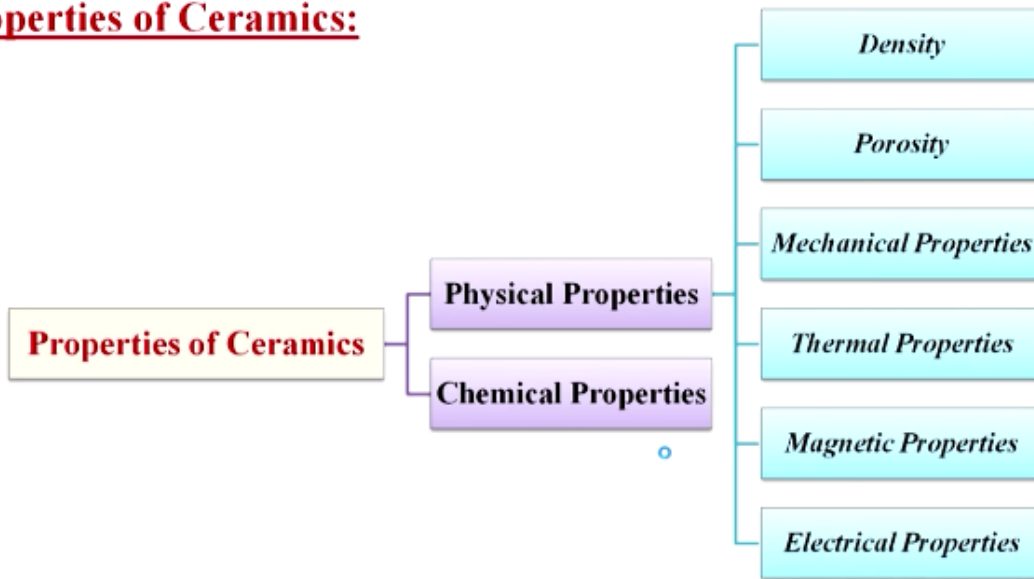 perties of Ceramics:
Density
Porosity
Mechanical Properties
Physical Properties
Properties of Ceramics
Thermal Properties
Chemical Properties
Magnetic Properties
Electrical Properties